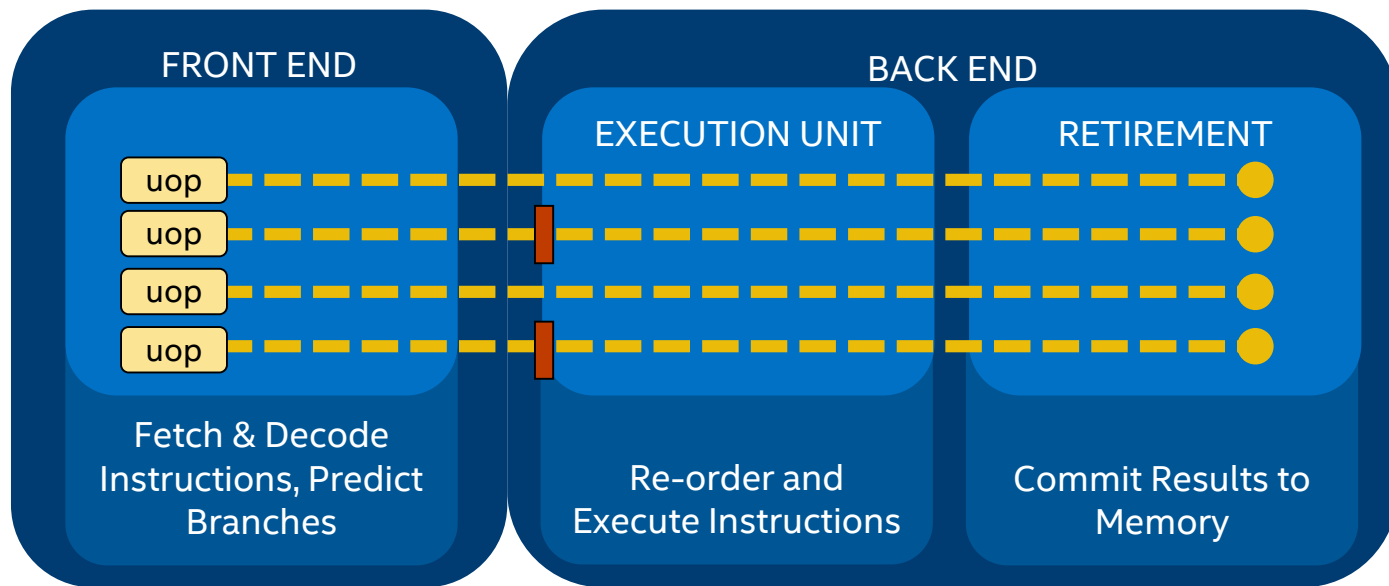 FRONT END
BACK END
EXECUTION UNIT
RETIREMENT
uop
uop
uop
uop
Fetch & Decode
Instructions, Predict
Branches
Re-order and
Execute Instructions
Commit Results to
Memory